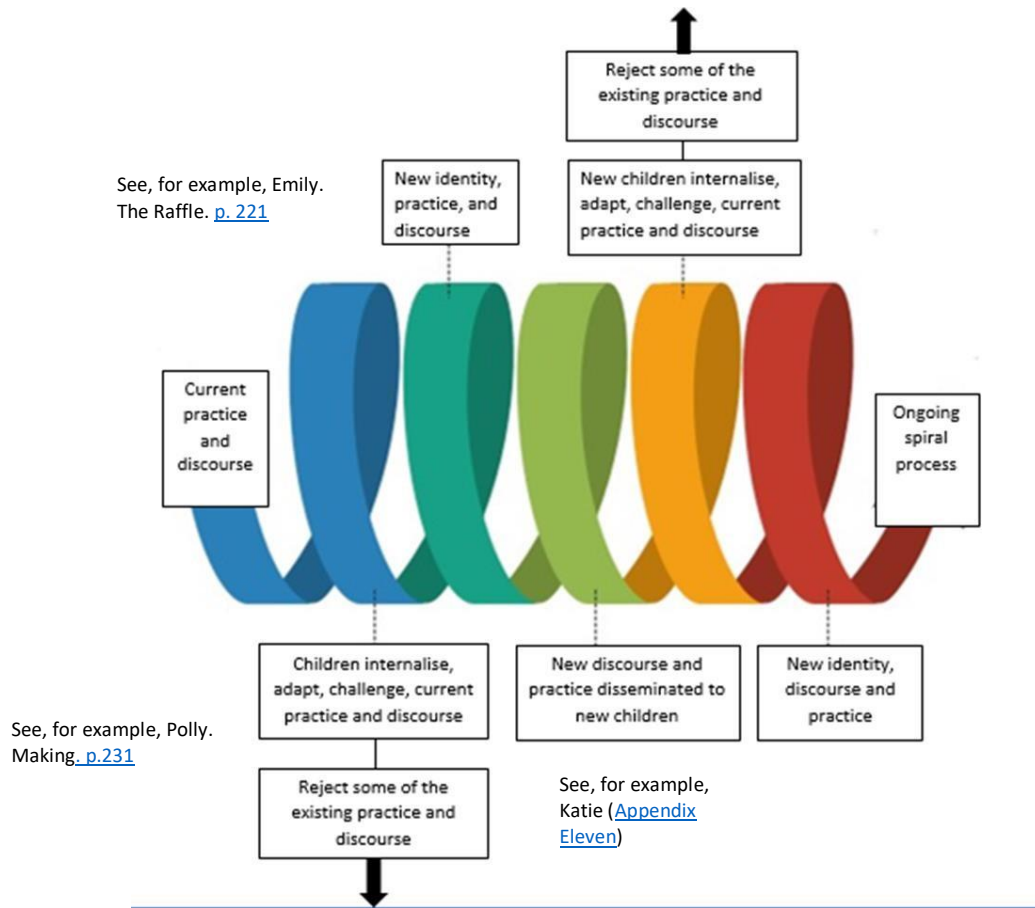 Reject some of the
existing practice and
discourse
See, for example, Emily.
The Raffle. p. 221
New identity,
practice, and
discourse
New children internalise,
adapt, challenge, current
practice and discourse
Current
practice
and
discourse
Ongoing
spiral
process
Children internalise,
adapt, challenge, current
practice and discourse
New discourse and
practice disseminated to
new children
New identity,
discourse and
practice
See, for example, Polly.
Making. p.231
Reject some of the
existing practice and
discourse
See, for example,
Katie (Appendix
Eleven)